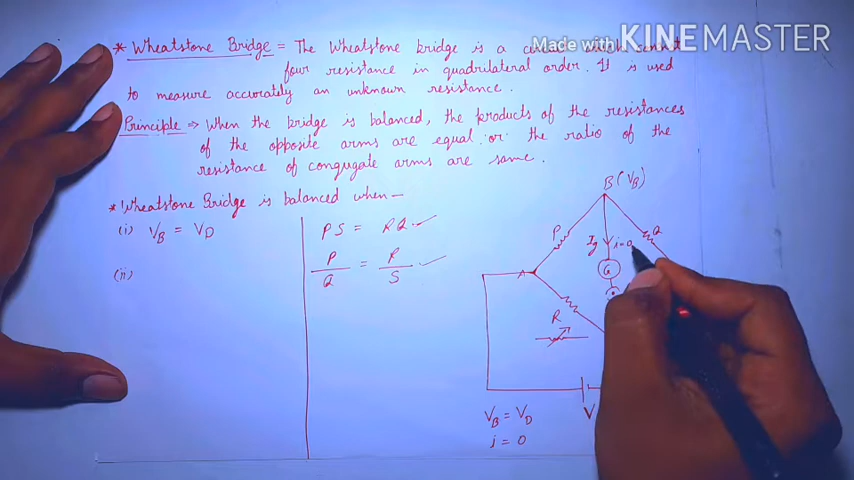 Made with KINEMASTER
* Wheatstone Bridge = The Wheatstone bridge is a
four resistance in quadrilateral order. It is used
to measure accurately an unknown resistance.
Principle => When the bridge is balanced, the products of the resistances
of the opposite arms are equal or the ratio of the
resistance of congugate arms are same.
* Wheatstone Bridge is balanced when —
(i) VB = VD
(ii)
PS = RQ
P/Q = R/S
B (VB)
P
Q
Ig
i=0
G
A
R
V
VB = VD
i = 0